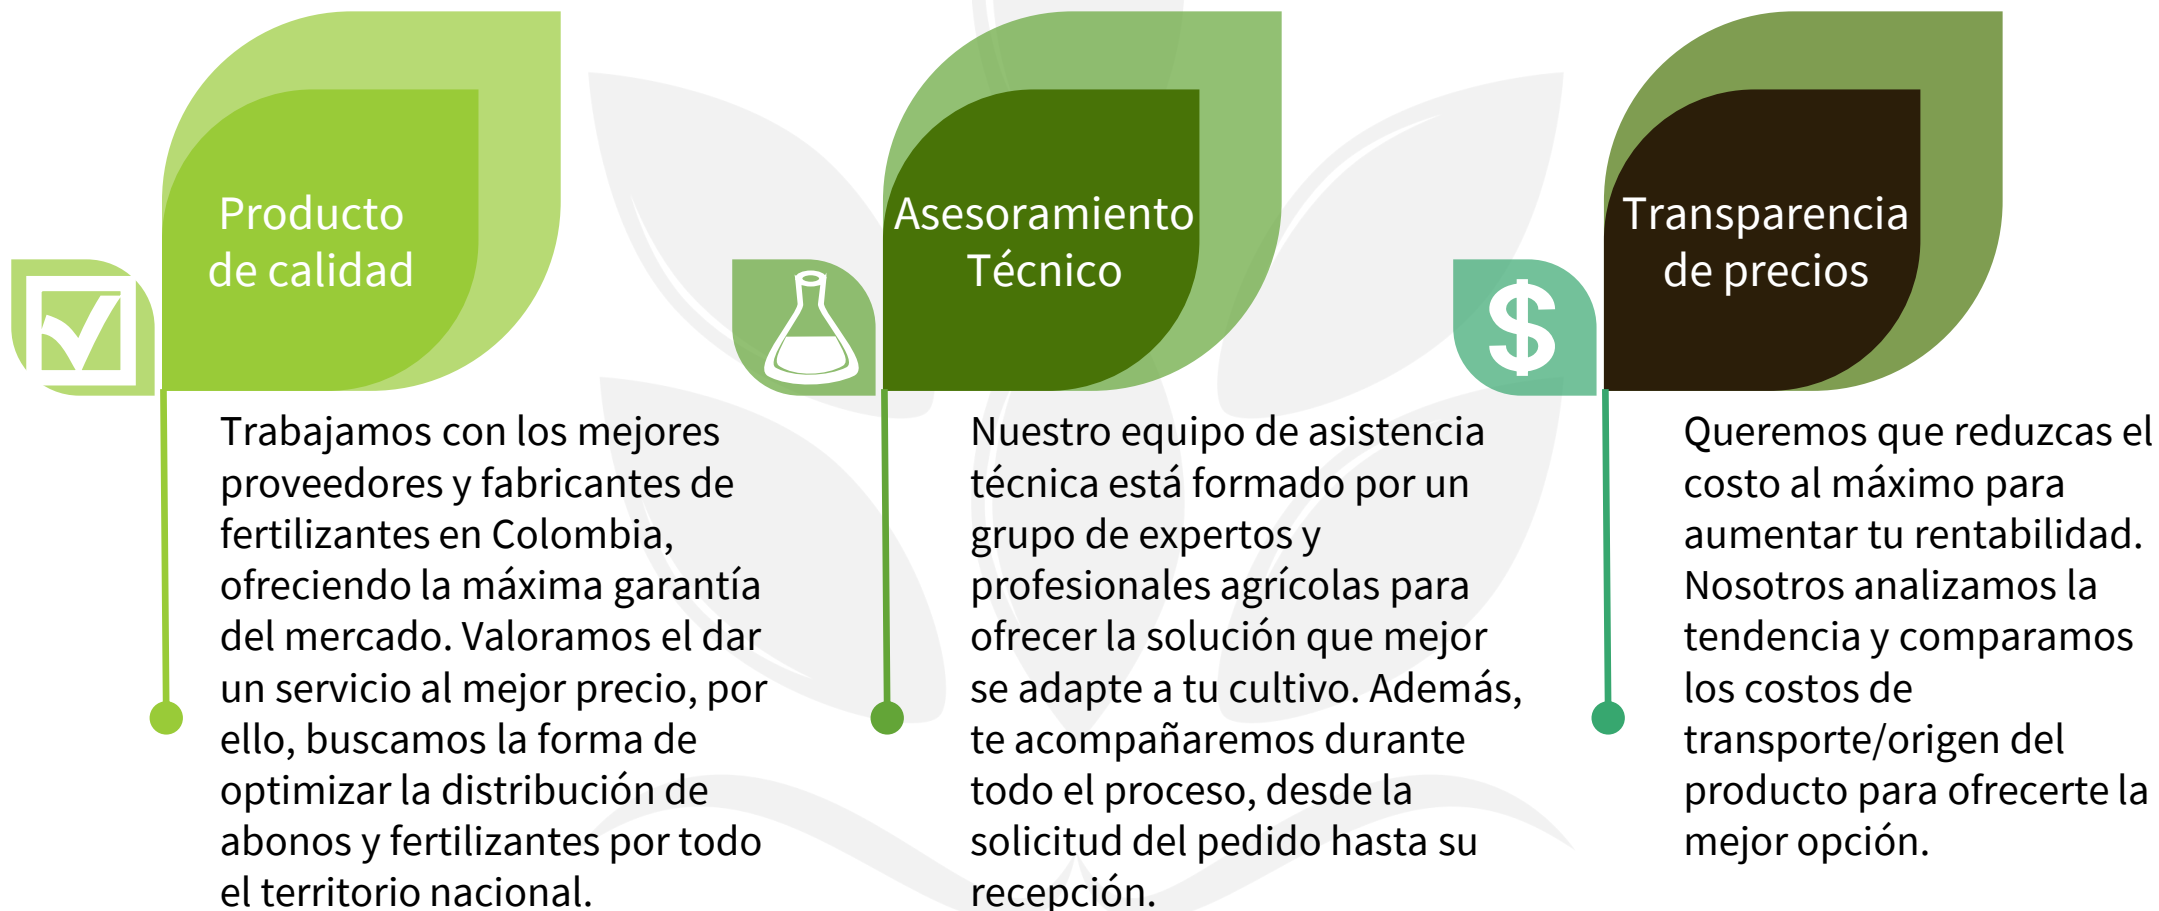 Producto
de calidad
Trabajamos con los mejores
proveedores y fabricantes de
fertilizantes en Colombia,
ofreciendo la máxima garantía
del mercado. Valoramos el dar
un servicio al mejor precio, por
ello, buscamos la forma de
optimizar la distribución de
abonos y fertilizantes por todo
el territorio nacional.
Asesoramiento
Técnico
Nuestro equipo de asistencia
técnica está formado por un
grupo de expertos y
profesionales agrícolas para
ofrecer la solución que mejor
se adapte a tu cultivo. Además,
te acompañaremos durante
todo el proceso, desde la
solicitud del pedido hasta su
recepción.
$
Transparencia
de precios
Queremos que reduzcas el
costo al máximo para
aumentar tu rentabilidad.
Nosotros analizamos la
tendencia y comparamos
los costos de
transporte/origen del
producto para ofrecerte la
mejor opción.